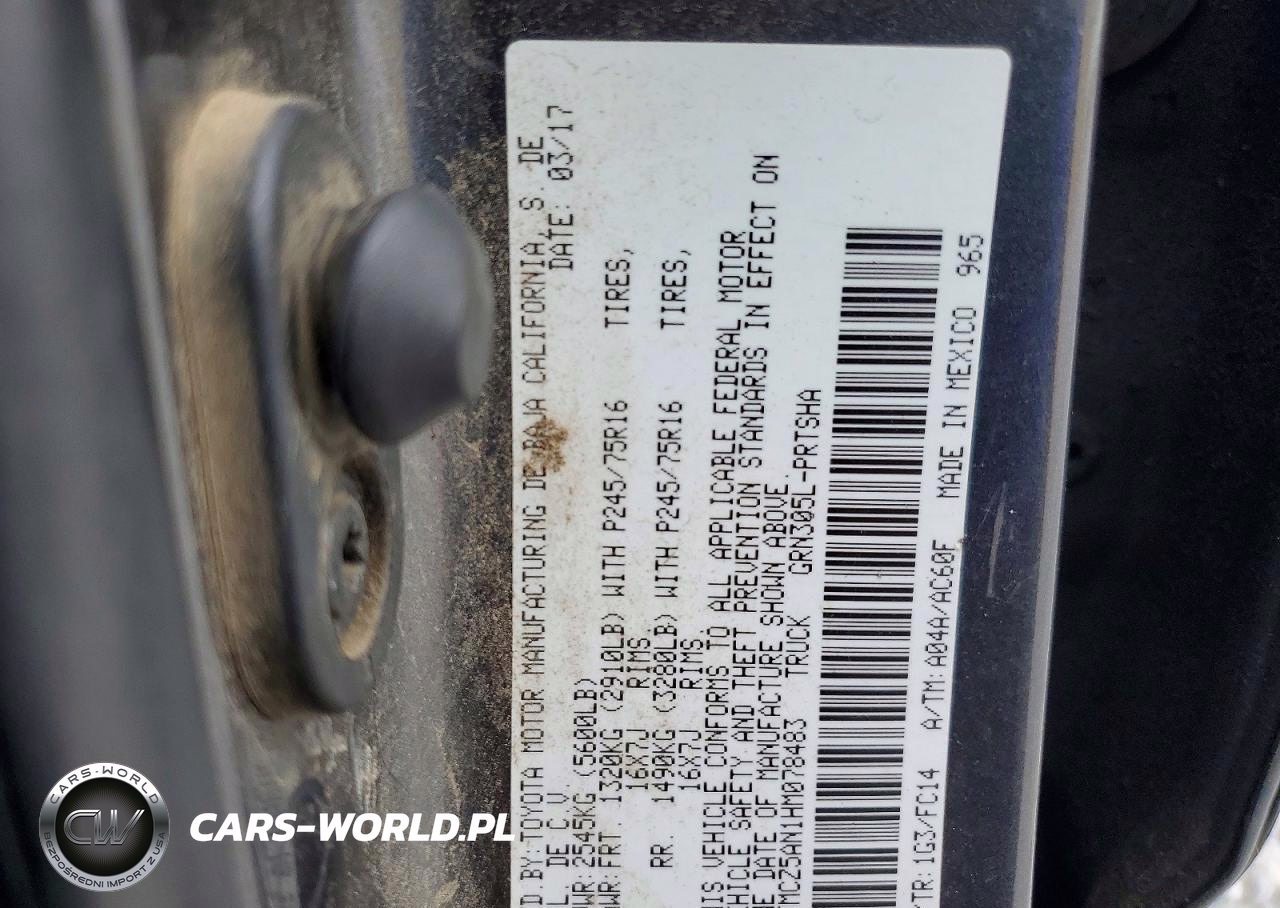 D BY:TOYOTA MOTOR MANUFACTURING DE BAJA CALIFORNIA, S. DE
L. DE C.V. DATE: 03/17
WR: 2545KG (5600LB)
WR: FRT. 1320KG (2910LB) WITH P245/75R16 TIRES,
16X7J RIMS.
RR. 1490KG (3280LB) WITH P245/75R16 TIRES,
16X7J RIMS.
IS VEHICLE CONFORMS TO ALL APPLICABLE FEDERAL MOTOR
HICLE SAFETY AND THEFT PREVENTION STANDARDS IN EFFECT ON
E DATE OF MANUFACTURE SHOWN ABOVE.
MCZ5AN1HM078483 TRUCK GRN305L-PRTSHA
TR: 1G3/FC14 A/TM: A04A/AC60F MADE IN MEXICO 965
CARS-WORLD
CW
BEZPOŚREDNI IMPORT Z USA
CARS-WORLD.PL